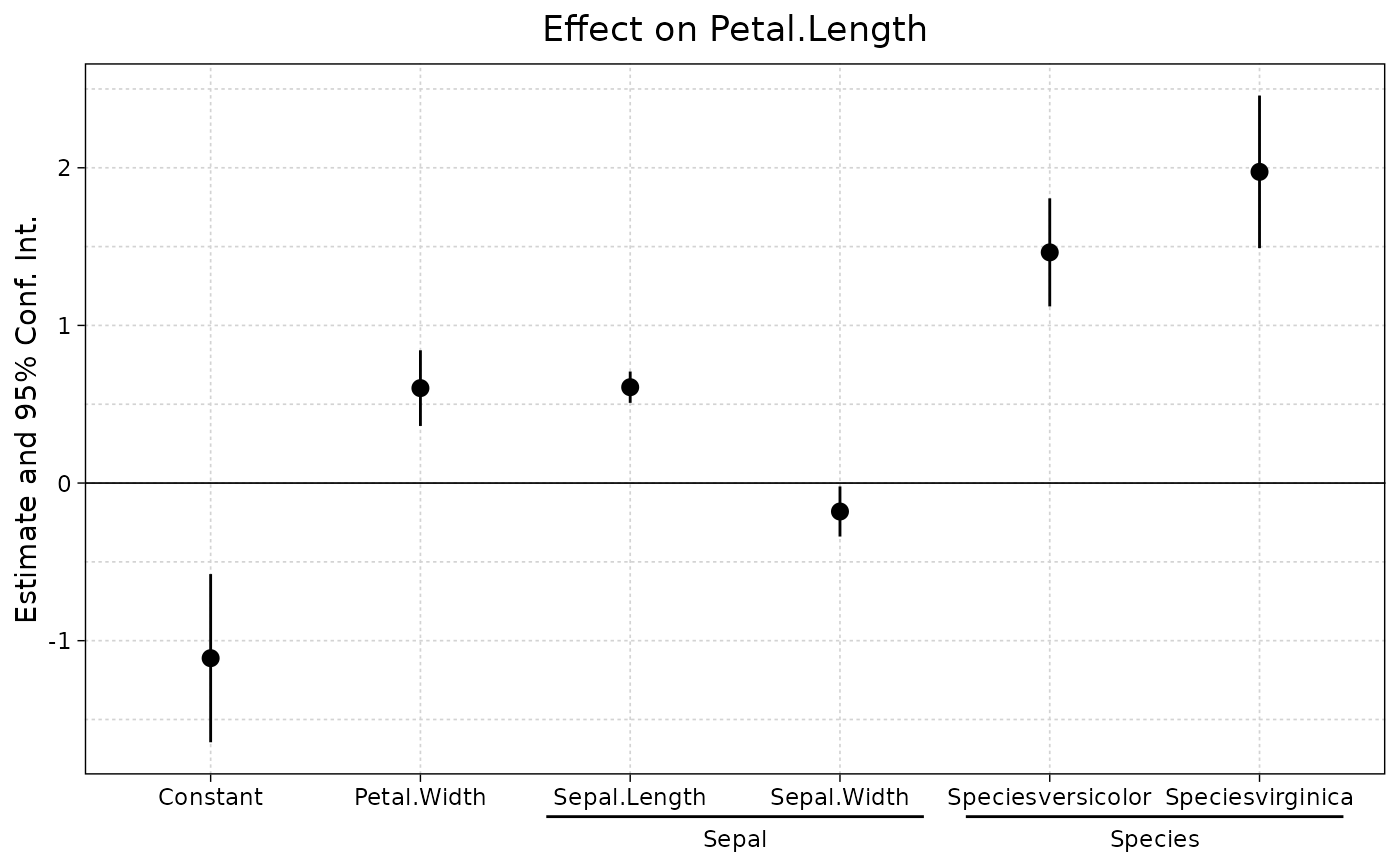 Effect on Petal.Length
Estimate and 95% Conf. Int.
2
1
0
-1
Constant Petal.Width Sepal.Length Sepal.Width Speciesversicolor Speciesvirginica
Sepal Species